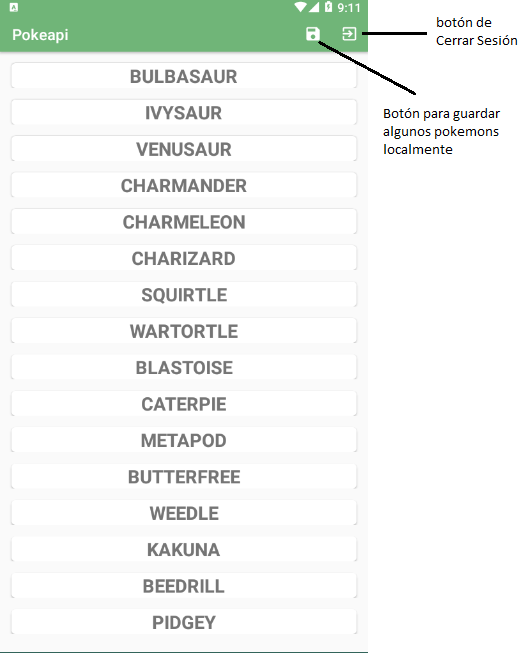 A
9:11
Pokeapi
botón de
Cerrar Sesión
Botón para guardar
algunos pokemons
localmente
BULBASAUR
IVYSAUR
VENUSAUR
CHARMANDER
CHARMELEON
CHARIZARD
SQUIRTLE
WARTORTLE
BLASTOISE
CATERPIE
METAPOD
BUTTERFREE
WEEDLE
KAKUNA
BEEDRILL
PIDGEY